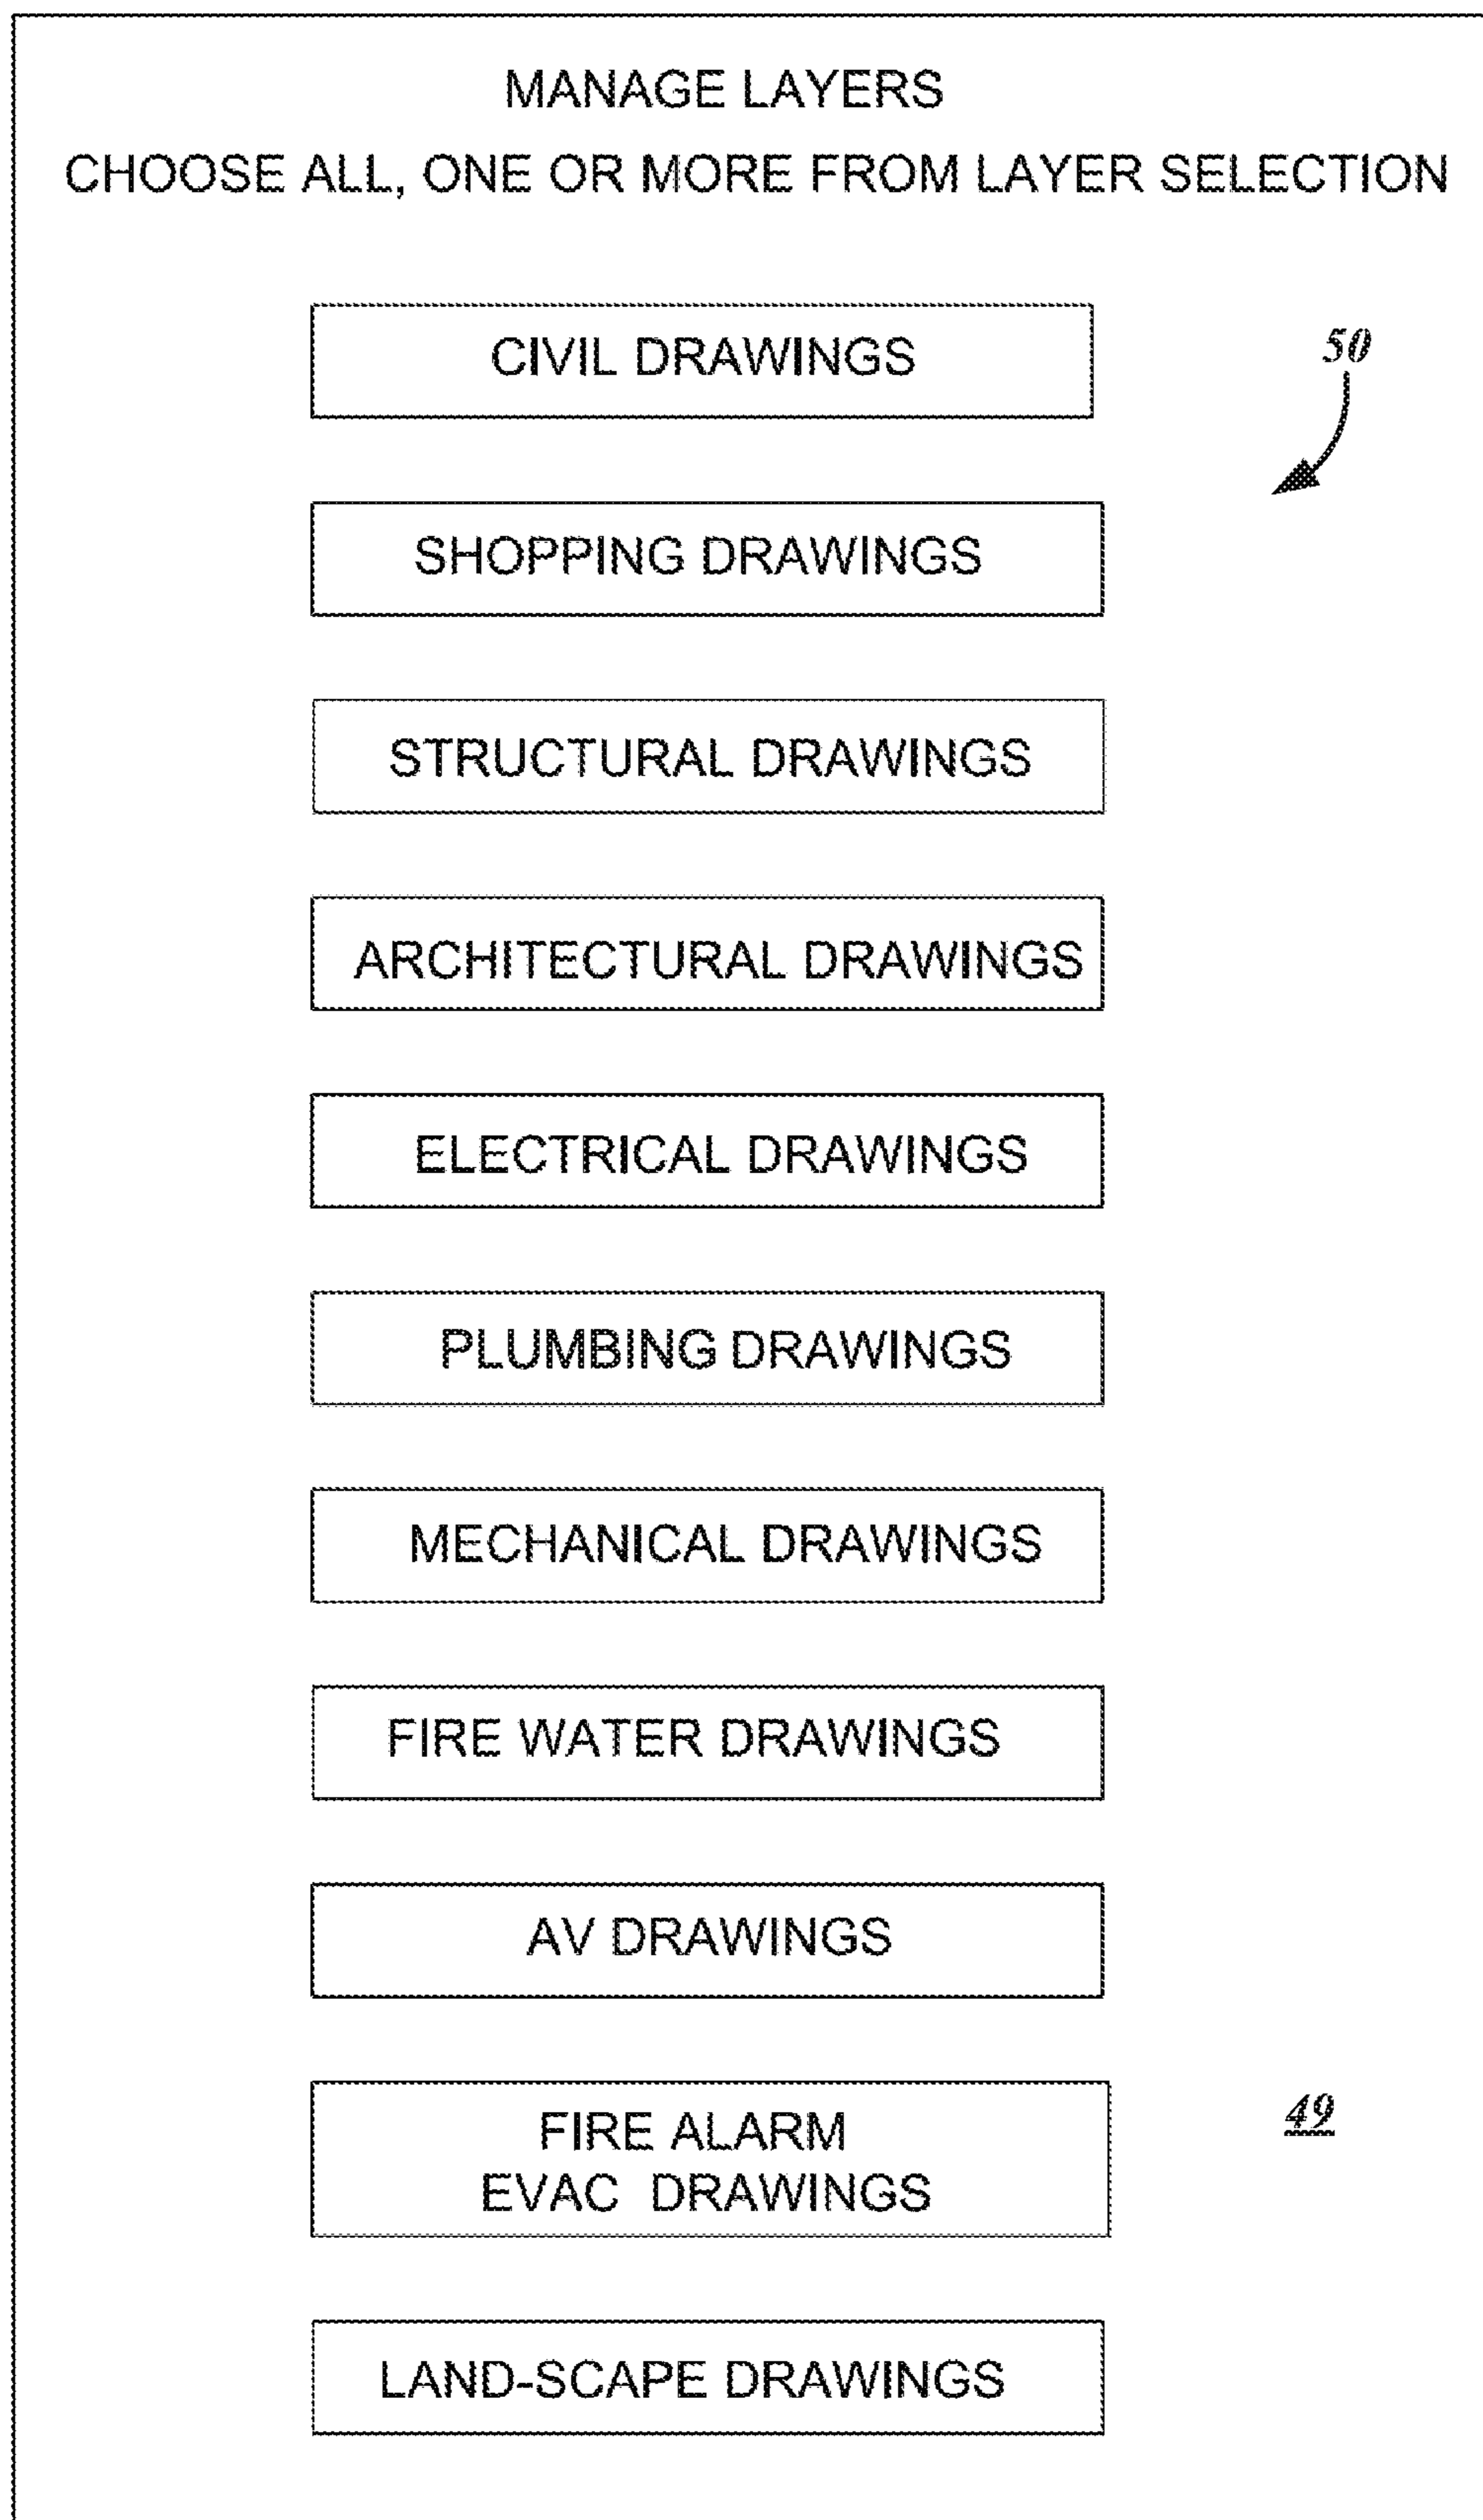 MANAGE LAYERS
CHOOSE ALL, ONE OR MORE FROM LAYER SELECTION
CIVIL DRAWINGS
50
SHOPPING DRAWINGS
STRUCTURAL DRAWINGS
ARCHITECTURAL DRAWINGS
ELECTRICAL DRAWINGS
PLUMBING DRAWINGS
MECHANICAL DRAWINGS
FIRE WATER DRAWINGS
AV DRAWINGS
FIRE ALARM
EVAC DRAWINGS
49
LAND-SCAPE DRAWINGS